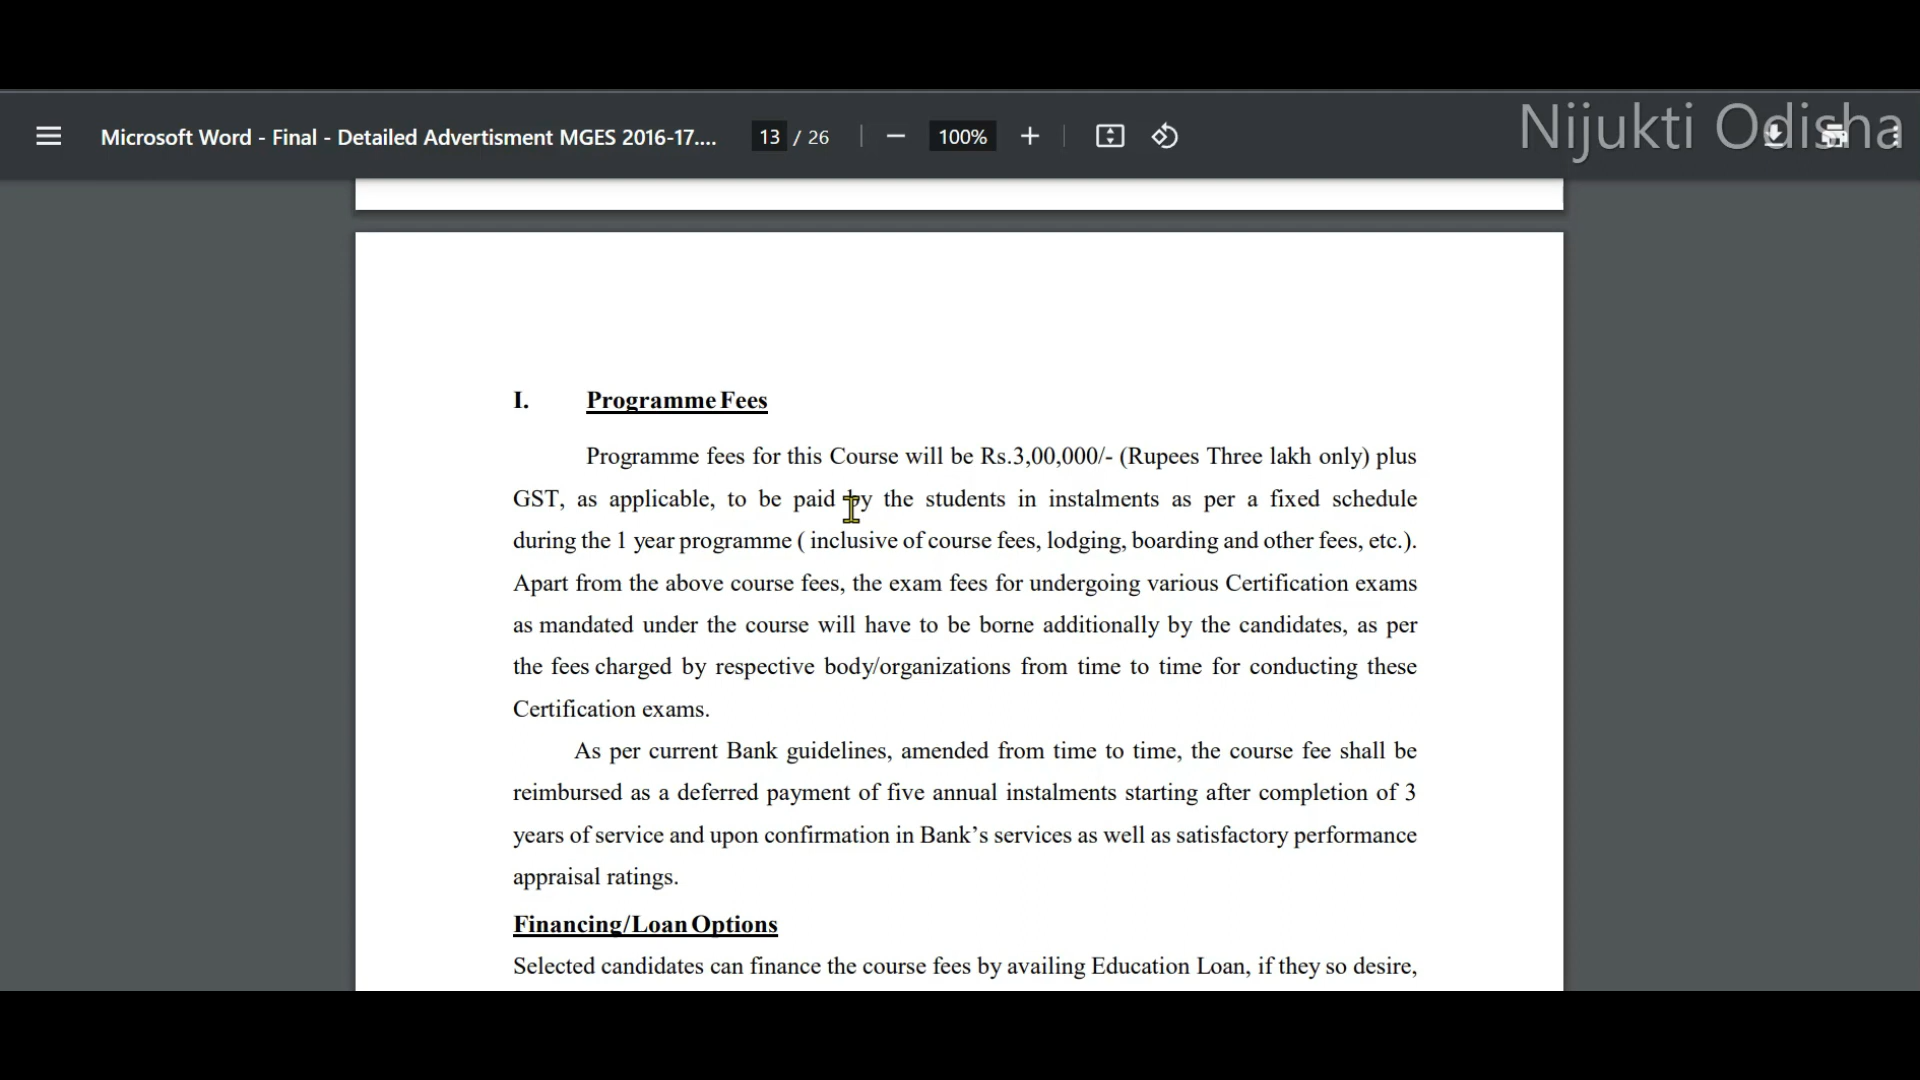 Nijukti Odisha
Microsoft Word - Final - Detailed Advertisment MGES 2016-17.... 13 / 26 100%
I. Programme Fees
Programme fees for this Course will be Rs.3,00,000/- (Rupees Three lakh only) plus
GST, as applicable, to be paid by the students in instalments as per a fixed schedule
during the 1 year programme ( inclusive of course fees, lodging, boarding and other fees, etc.).
Apart from the above course fees, the exam fees for undergoing various Certification exams
as mandated under the course will have to be borne additionally by the candidates, as per
the fees charged by respective body/organizations from time to time for conducting these
Certification exams.
As per current Bank guidelines, amended from time to time, the course fee shall be
reimbursed as a deferred payment of five annual instalments starting after completion of 3
years of service and upon confirmation in Bank’s services as well as satisfactory performance
appraisal ratings.
Financing/Loan Options
Selected candidates can finance the course fees by availing Education Loan, if they so desire,